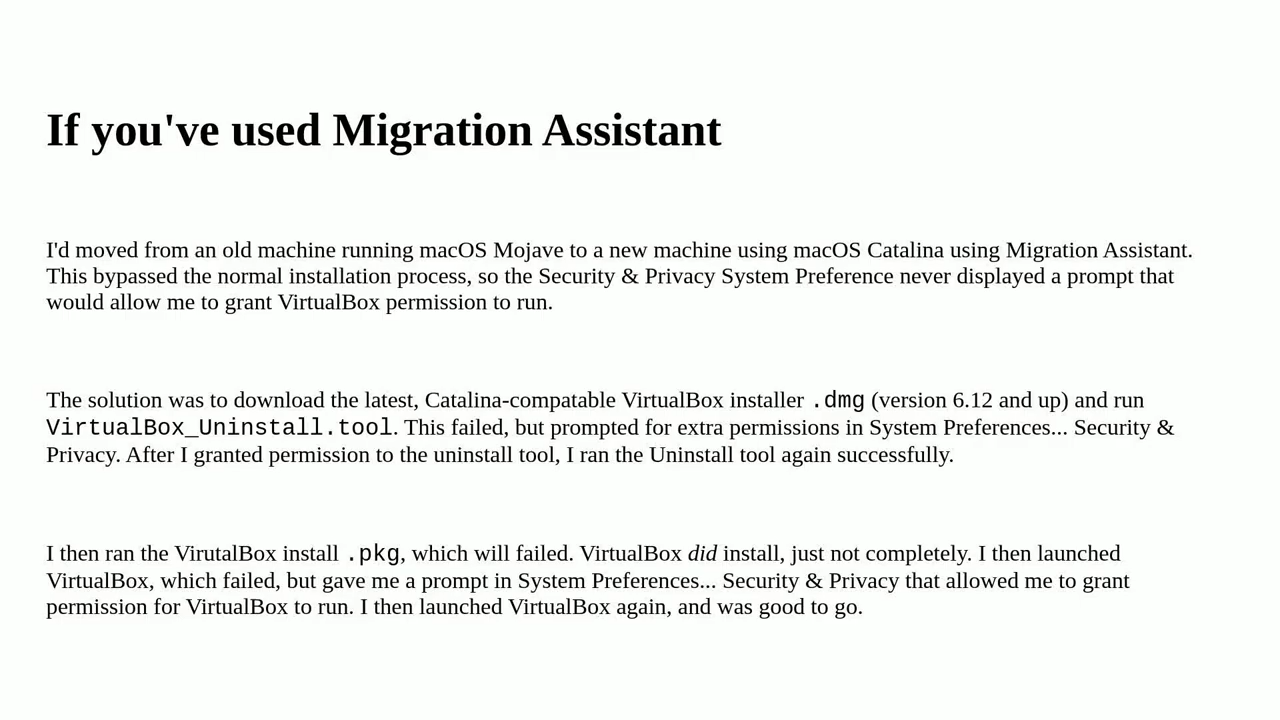 If you've used Migration Assistant
I'd moved from an old machine running macOS Mojave to a new machine using macOS Catalina using Migration Assistant.
This bypassed the normal installation process, so the Security & Privacy System Preference never displayed a prompt that
would allow me to grant VirtualBox permission to run.
The solution was to download the latest, Catalina-compatable VirtualBox installer .dmg (version 6.12 and up) and run
VirtualBox_Uninstall.tool. This failed, but prompted for extra permissions in System Preferences... Security &
Privacy. After I granted permission to the uninstall tool, I ran the Uninstall tool again successfully.
I then ran the VirutalBox install .pkg, which will failed. VirtualBox did install, just not completely. I then launched
VirtualBox, which failed, but gave me a prompt in System Preferences... Security & Privacy that allowed me to grant
permission for VirtualBox to run. I then launched VirtualBox again, and was good to go.